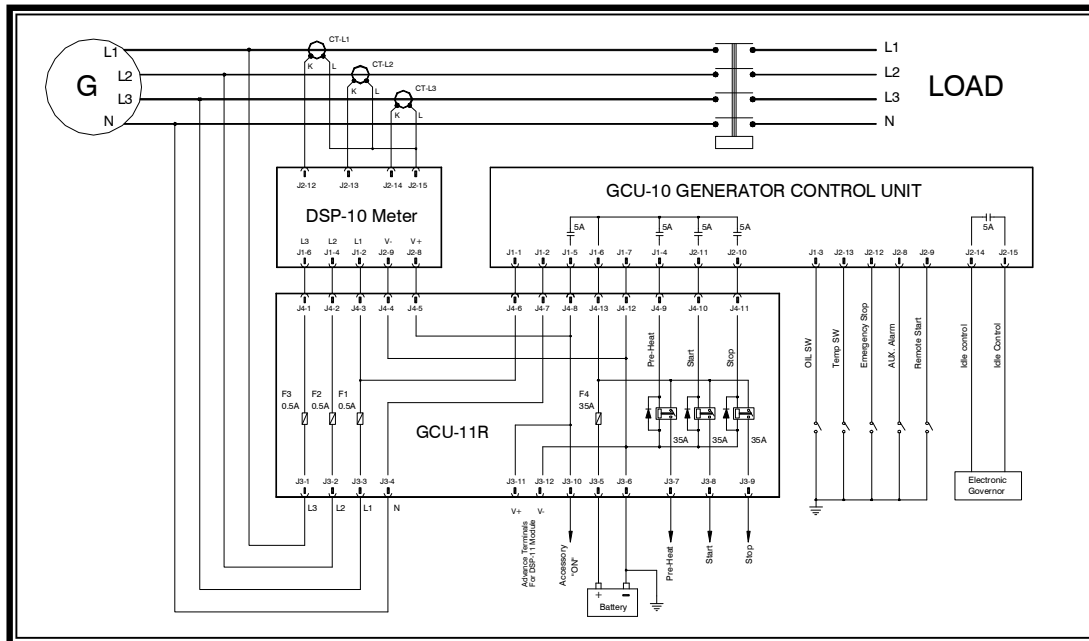 CT-L1
L1
L1
K
L
CT-L2
L2
L2
K
L
G
LOAD
L3
CT-L3
L3
K
L
N
N
J2-12
J2-13
J2-14
J2-15
DSP-10 Meter
L3
L2
L1
V-
V+
J1-6
J1-4
J1-2
J2-9
J2-8
GCU-10 GENERATOR CONTROL UNIT
5A
5A
5A
5A
5A
J1-1
J1-2
J1-5
J1-6
J1-7
J1-4
J2-11
J2-10
J1-3
J2-13
J2-12
J2-8
J2-9
J2-14
J2-15
J4-1
J4-2
J4-3
J4-4
J4-5
J4-6
J4-7
J4-8
J4-13
J4-12
J4-9
J4-10
J4-11
Pre-Heat
Start
Stop
OIL SW
Temp SW
Emergency Stop
AUX. Alarm
Remote Start
Idle control
Idle Control
F3
0.5A
F2
0.5A
F1
0.5A
F4
35A
GCU-11R
35A
35A
35A
J3-1
J3-2
J3-3
J3-4
J3-11
J3-12
J3-10
J3-5
J3-6
J3-7
J3-8
J3-9
L3
L2
L1
N
V+
V-
Advance Terminals
For DSP-11 Module
Accessory
"ON"
Pre-Heat
Start
Stop
Electronic
Governor
+
-
Battery